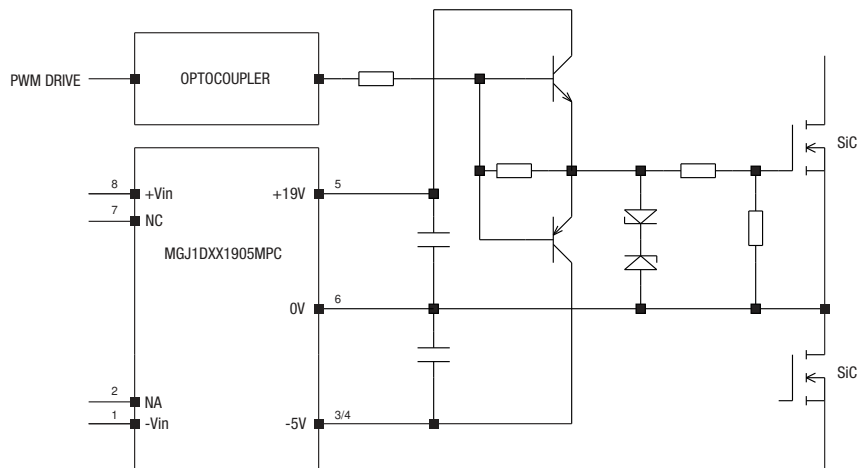 PWM DRIVE
OPTOCOUPLER
SiC
8
+Vin
+19V
5
7
NC
MGJ1DXX1905MPC
0V
6
SiC
2
NA
1
-Vin
-5V
3/4